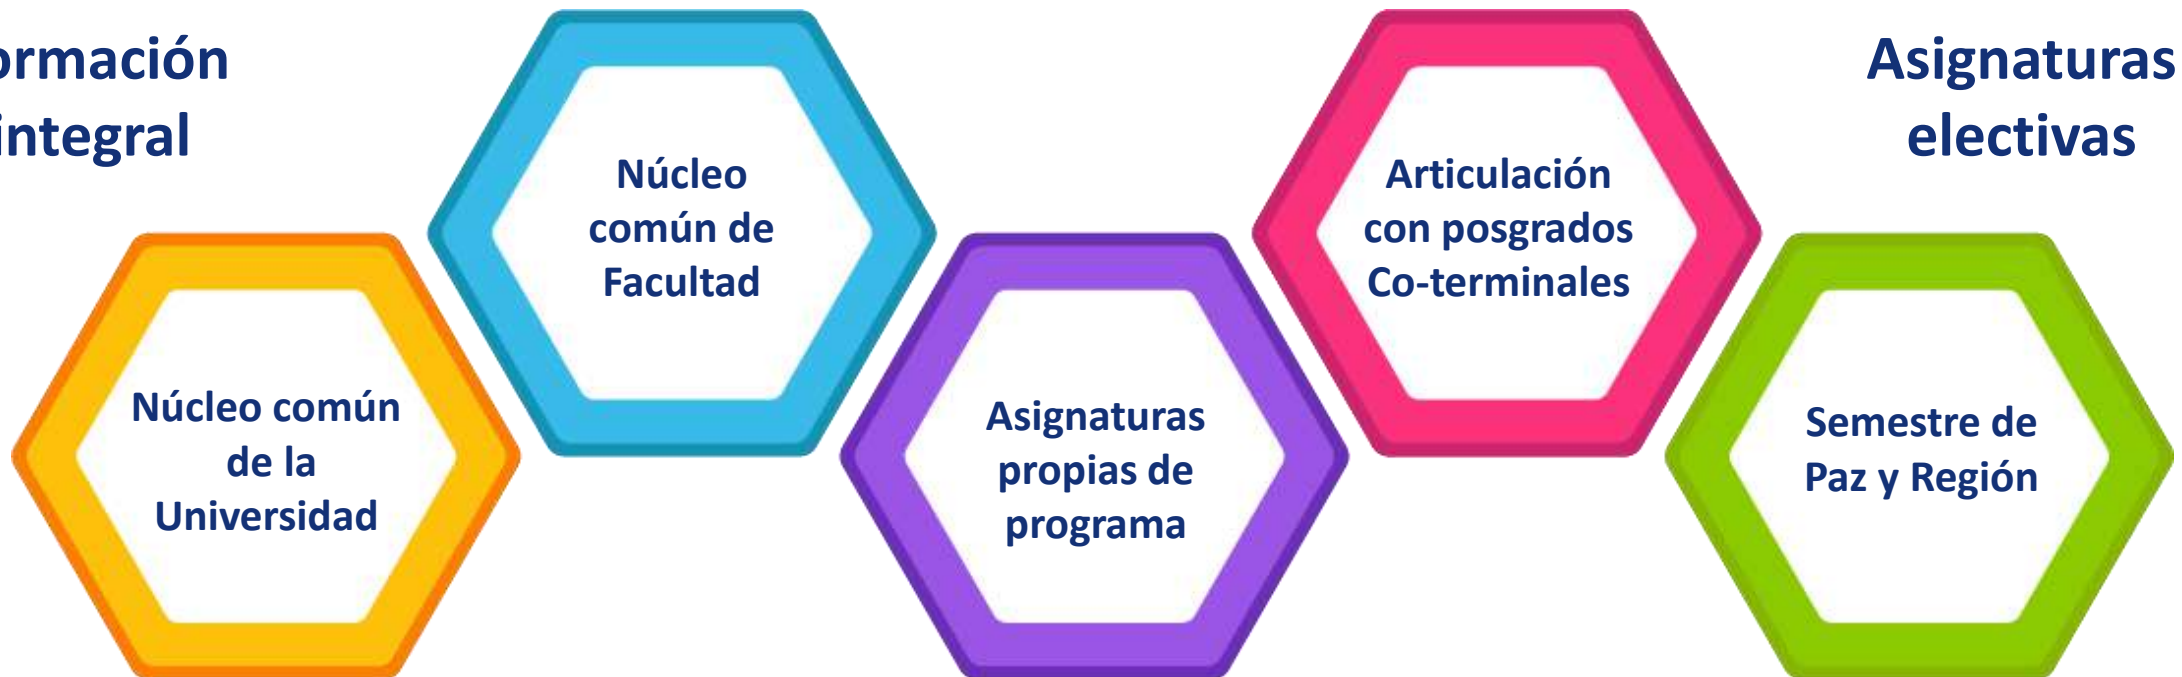 ormación
integral
Asignaturas
electivas
Núcleo
común de
Facultad
Articulación
con posgrados
Co-terminales
Núcleo común
de la
Universidad
Asignaturas
propias de
programa
Semestre de
Paz y Región